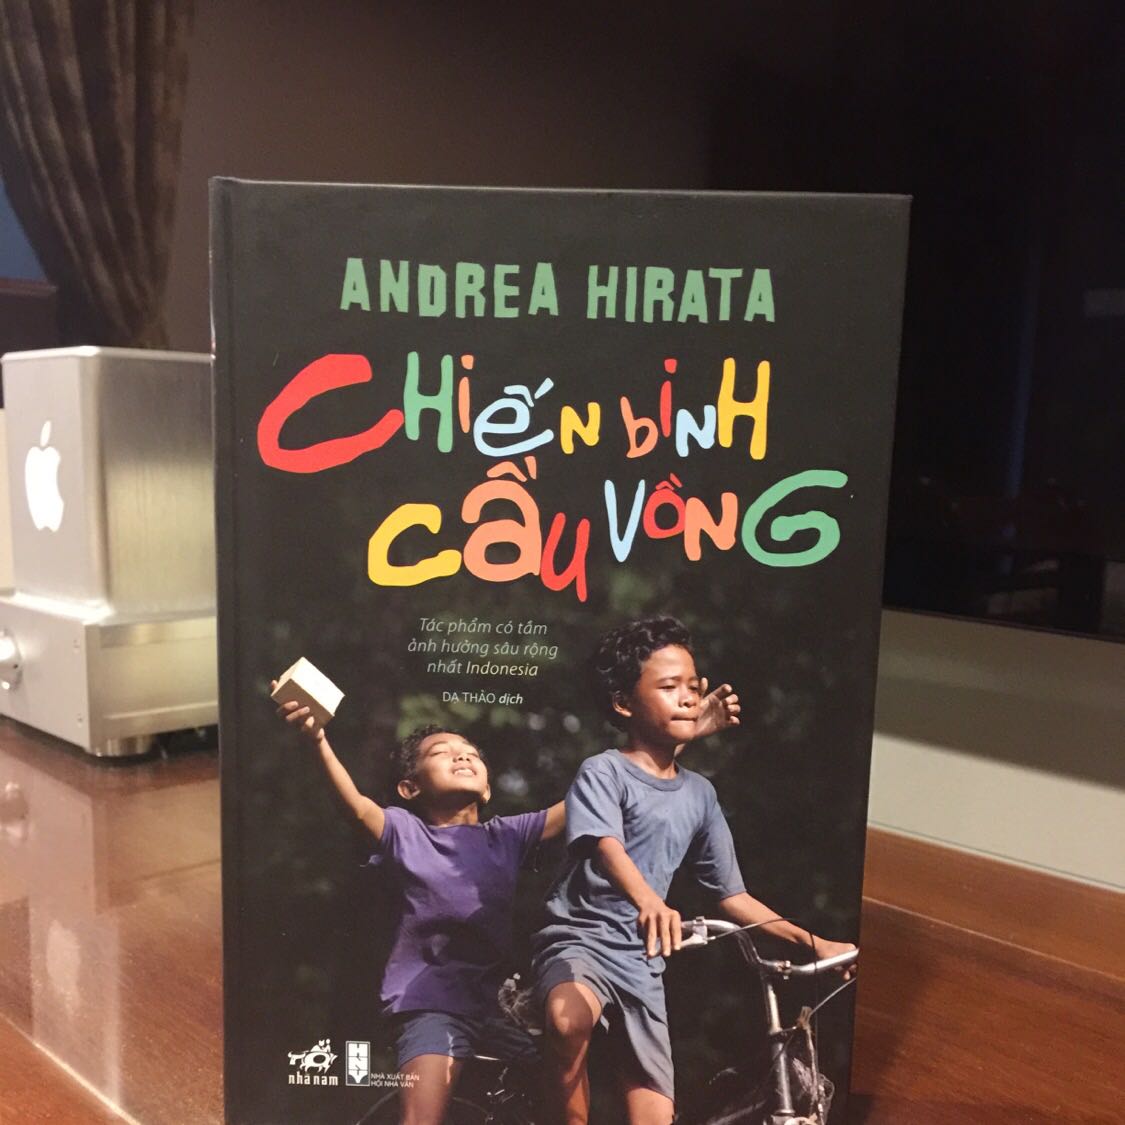 ANDREA HIRATA
CHiẾN biNH
CẦU VỒNG
Tác phẩm có tầm
ảnh hưởng sâu rộng
nhất Indonesia
DẠ THẢO dịch
nhã nam
NHÀ XUẤT BẢN
HỘI NHÀ VĂN